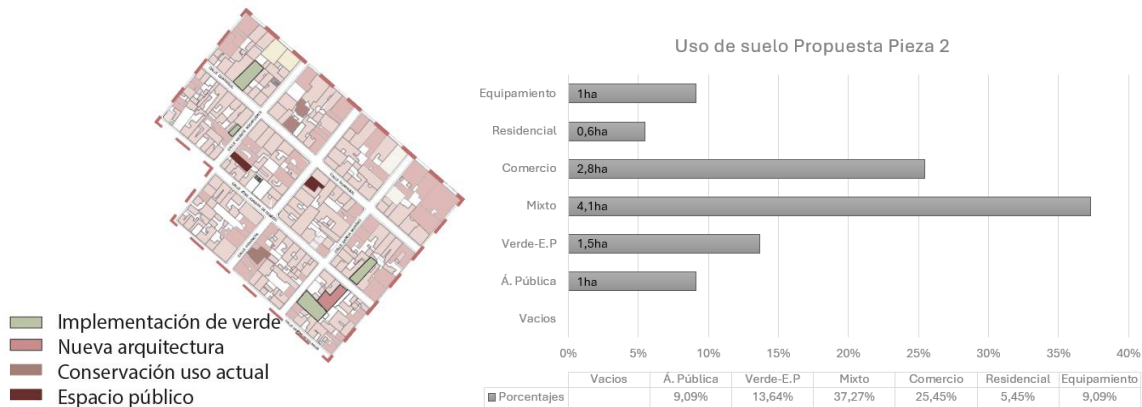 Implementación de verde
Nueva arquitectura
Conservación uso actual
Espacio público
Uso de suelo Propuesta Pieza 2
Equipamiento 1ha
Residencial 0,6ha
Comercio 2,8ha
Mixto 4,1ha
Verde-E.P 1,5ha
Á. Pública 1ha
Vacios
0% 5% 10% 15% 20% 25% 30% 35% 40%
Vacios Á. Pública Verde-E.P Mixto Comercio Residencial Equipamiento
Porcentajes 9,09% 13,64% 37,27% 25,45% 5,45% 9,09%